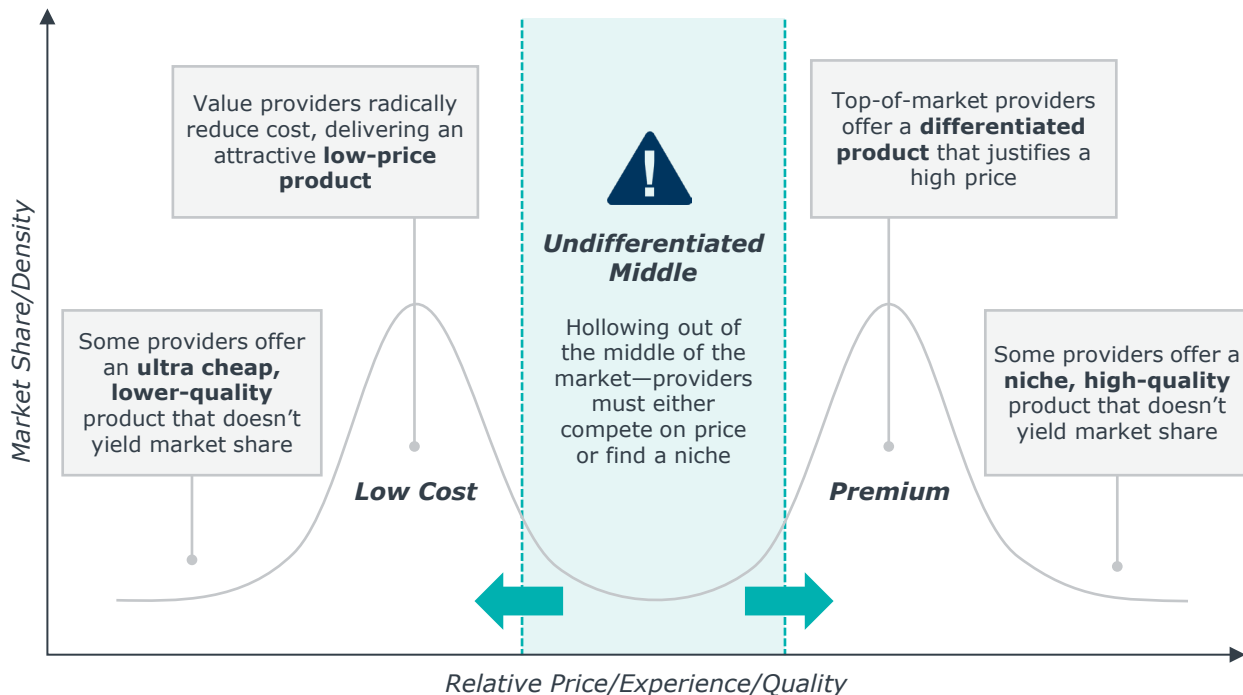 Market Share/Density
Value providers radically
reduce cost, delivering an
attractive low-price
product
Some providers offer
an ultra cheap,
lower-quality
product that doesn’t
yield market share
Low Cost
!
Undifferentiated
Middle
Hollowing out of
the middle of the
market—providers
must either
compete on price
or find a niche
Top-of-market providers
offer a differentiated
product that justifies a
high price
Premium
Some providers offer a
niche, high-quality
product that doesn’t
yield market share
Relative Price/Experience/Quality